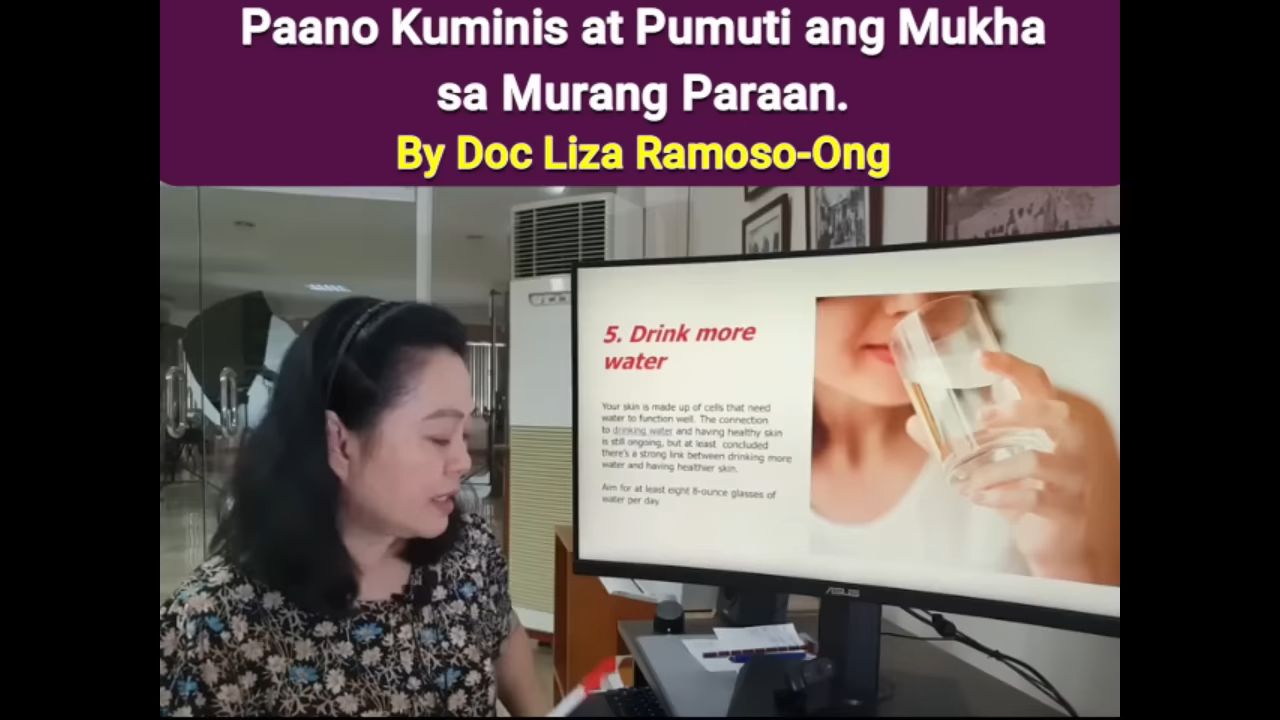 Paano Kuminis at Pumuti ang Mukha
sa Murang Paraan.
By Doc Liza Ramoso-Ong
5. Drink more
water
Your skin is made up of cells that need
water to function well. The connection
to drinking water and having healthy skin
is still ongoing, but at least concluded
there's a strong link between drinking more
water and having healthier skin.
Aim for at least eight 8-ounce glasses of
water per day
ASUS